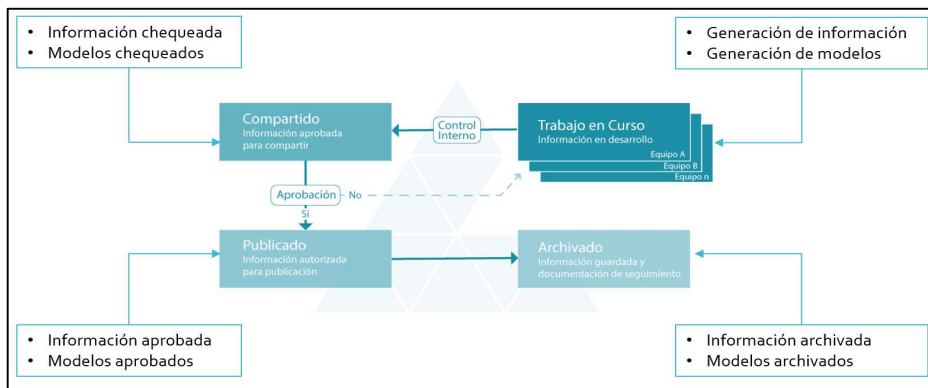 • Información chequeada
• Modelos chequeados
• Generación de información
• Generación de modelos
Compartido
Información aprobada
para compartir
Control
Interno
Trabajo en Curso
Información en desarrollo
Equipo A
Equipo B
Equipo n
Aprobación
No
Si
Publicado
Información autorizada
para publicación
Archivado
Información guardada y
documentación de seguimiento
• Información aprobada
• Modelos aprobados
• Información archivada
• Modelos archivados